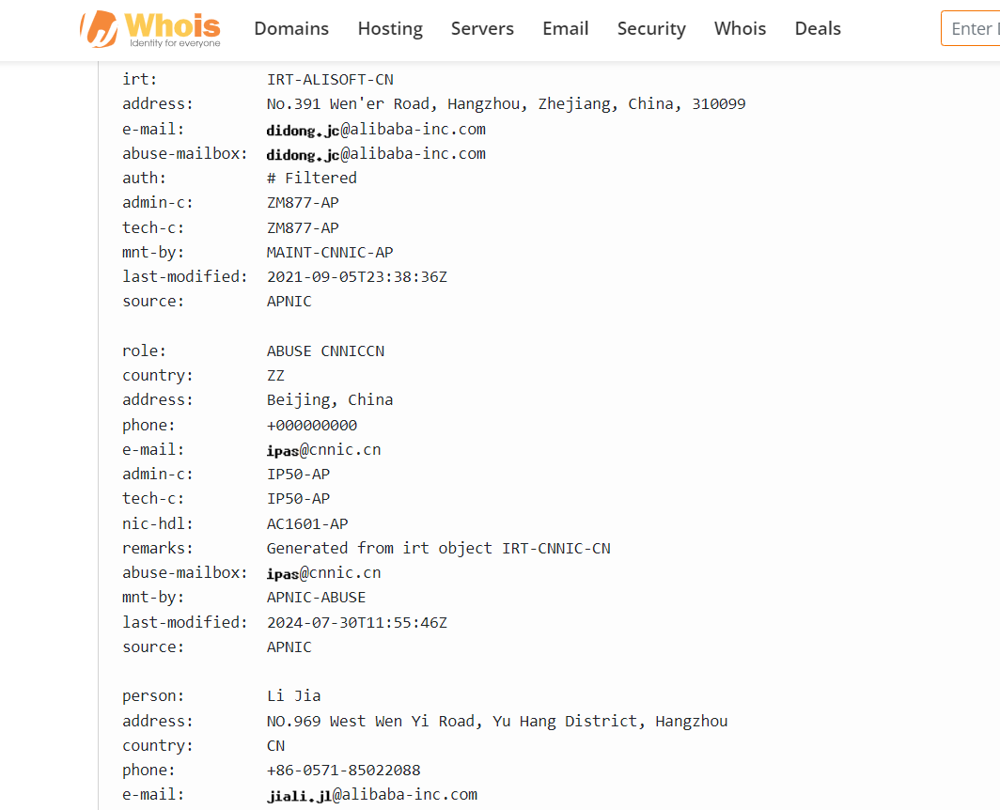 Whois
Identity for everyone
Domains Hosting Servers Email Security Whois Deals Enter
irt: IRT-ALISOFT-CN
address: No.391 Wen'er Road, Hangzhou, Zhejiang, China, 310099
e-mail: didong.jc@alibaba-inc.com
abuse-mailbox: didong.jc@alibaba-inc.com
auth: # Filtered
admin-c: ZM877-AP
tech-c: ZM877-AP
mnt-by: MAINT-CNNIC-AP
last-modified: 2021-09-05T23:38:36Z
source: APNIC
role: ABUSE CNNICCN
country: ZZ
address: Beijing, China
phone: +000000000
e-mail: ipas@cnnic.cn
admin-c: IP50-AP
tech-c: IP50-AP
nic-hdl: AC1601-AP
remarks: Generated from irt object IRT-CNNIC-CN
abuse-mailbox: ipas@cnnic.cn
mnt-by: APNIC-ABUSE
last-modified: 2024-07-30T11:55:46Z
source: APNIC
person: Li Jia
address: NO.969 West Wen Yi Road, Yu Hang District, Hangzhou
country: CN
phone: +86-0571-85022088
e-mail: jiali.jl@alibaba-inc.com